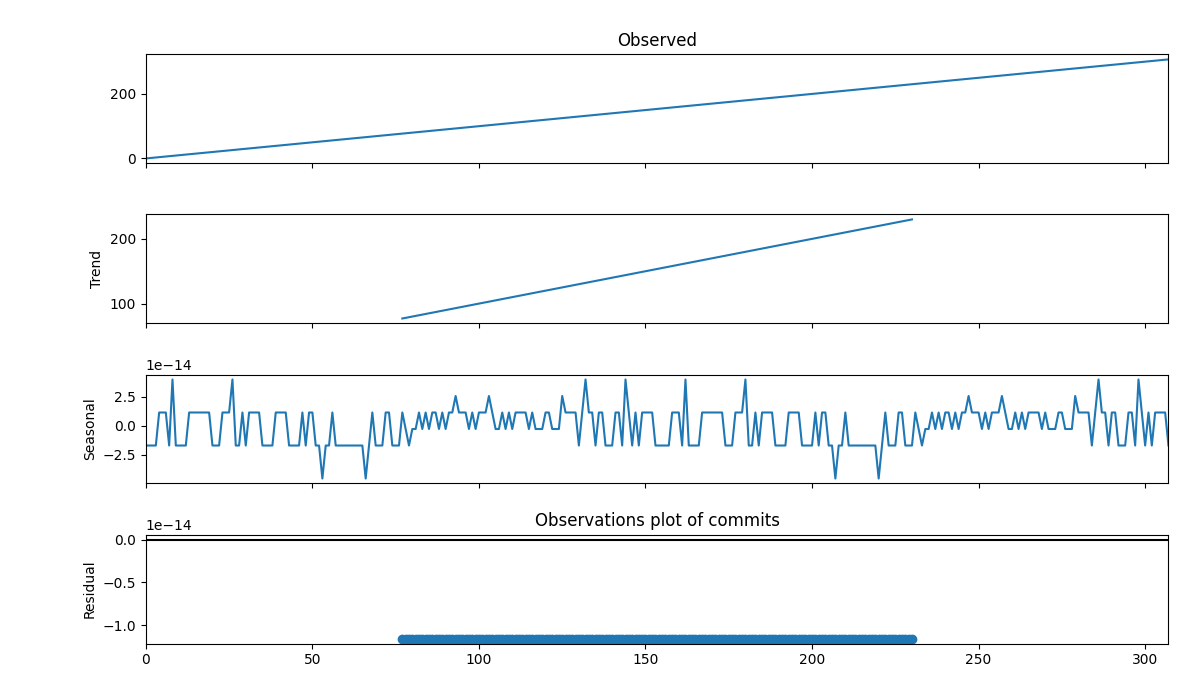 Observed
200
0
Trend
200
100
1e−14
Seasonal
2.5
0.0
−2.5
Observations plot of commits
1e−14
Residual
0.0
−0.5
−1.0
0 50 100 150 200 250 300